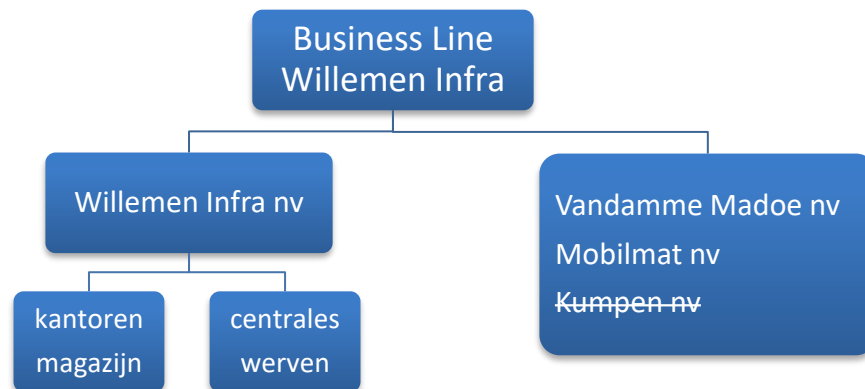 Business Line
Willemen Infra
Willemen Infra nv
kantoren
magazijn
centrales
werven
Vandamme Madoe nv
Mobilmat nv
Kumpen nv